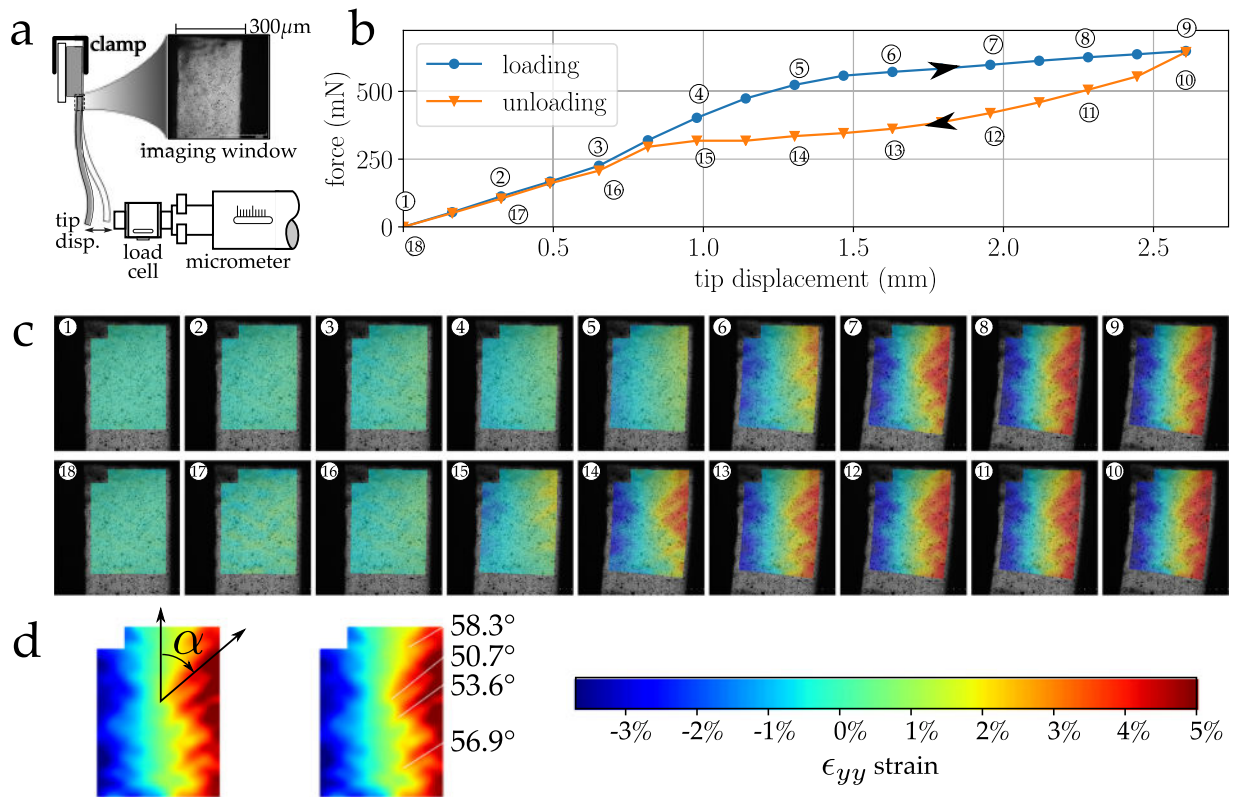 a
clamp
300μm
imaging window
tip
disp.
load
cell
micrometer
b
force (mN)
500
250
0
loading
unloading
① ② ③ ④ ⑤ ⑥ ⑦ ⑧ ⑨
⑱ ⑰ ⑯ ⑮ ⑭ ⑬ ⑫ ⑪ ⑩
0.5 1.0 1.5 2.0 2.5
tip displacement (mm)
c
① ② ③ ④ ⑤ ⑥ ⑦ ⑧ ⑨
⑱ ⑰ ⑯ ⑮ ⑭ ⑬ ⑫ ⑪ ⑩
d
α
58.3°
50.7°
53.6°
56.9°
-3% -2% -1% 0% 1% 2% 3% 4% 5%
ϵyy strain